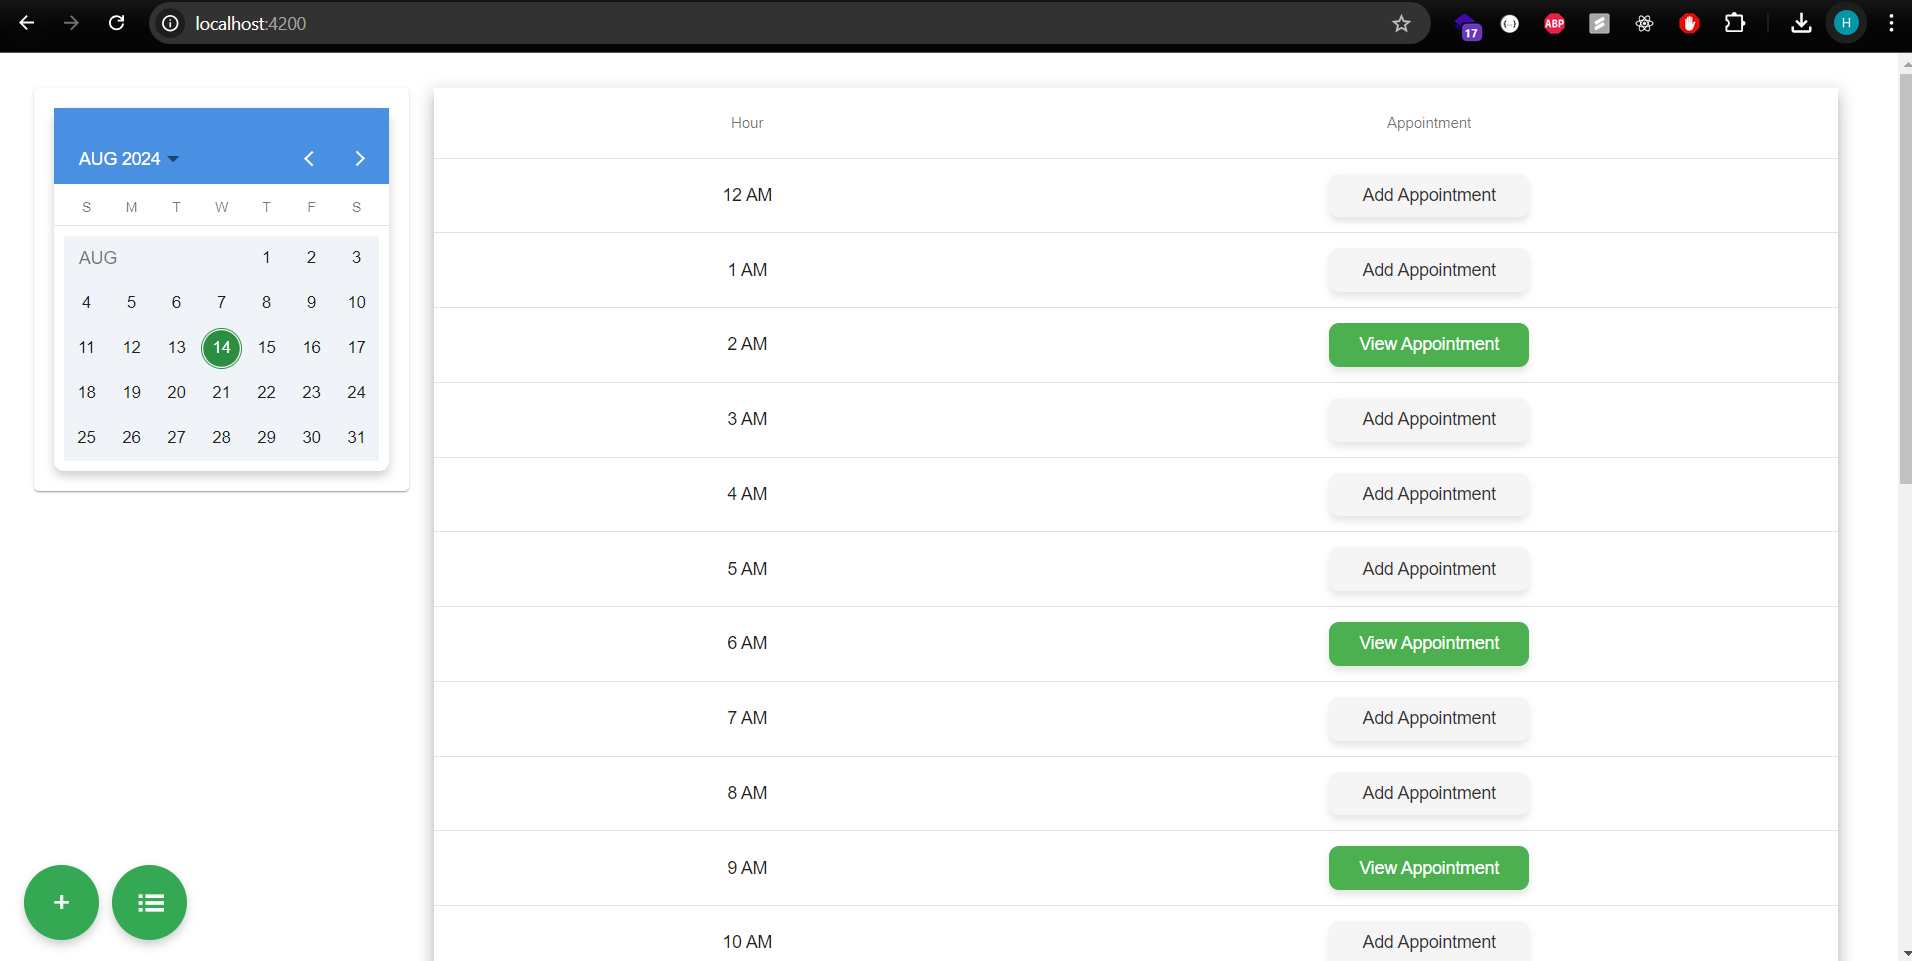 localhost:4200
17
ABP
H
AUG 2024
S M T W T F S
AUG 1 2 3
4 5 6 7 8 9 10
11 12 13 14 15 16 17
18 19 20 21 22 23 24
25 26 27 28 29 30 31
+
Hour Appointment
12 AM Add Appointment
1 AM Add Appointment
2 AM View Appointment
3 AM Add Appointment
4 AM Add Appointment
5 AM Add Appointment
6 AM View Appointment
7 AM Add Appointment
8 AM Add Appointment
9 AM View Appointment
10 AM Add Appointment